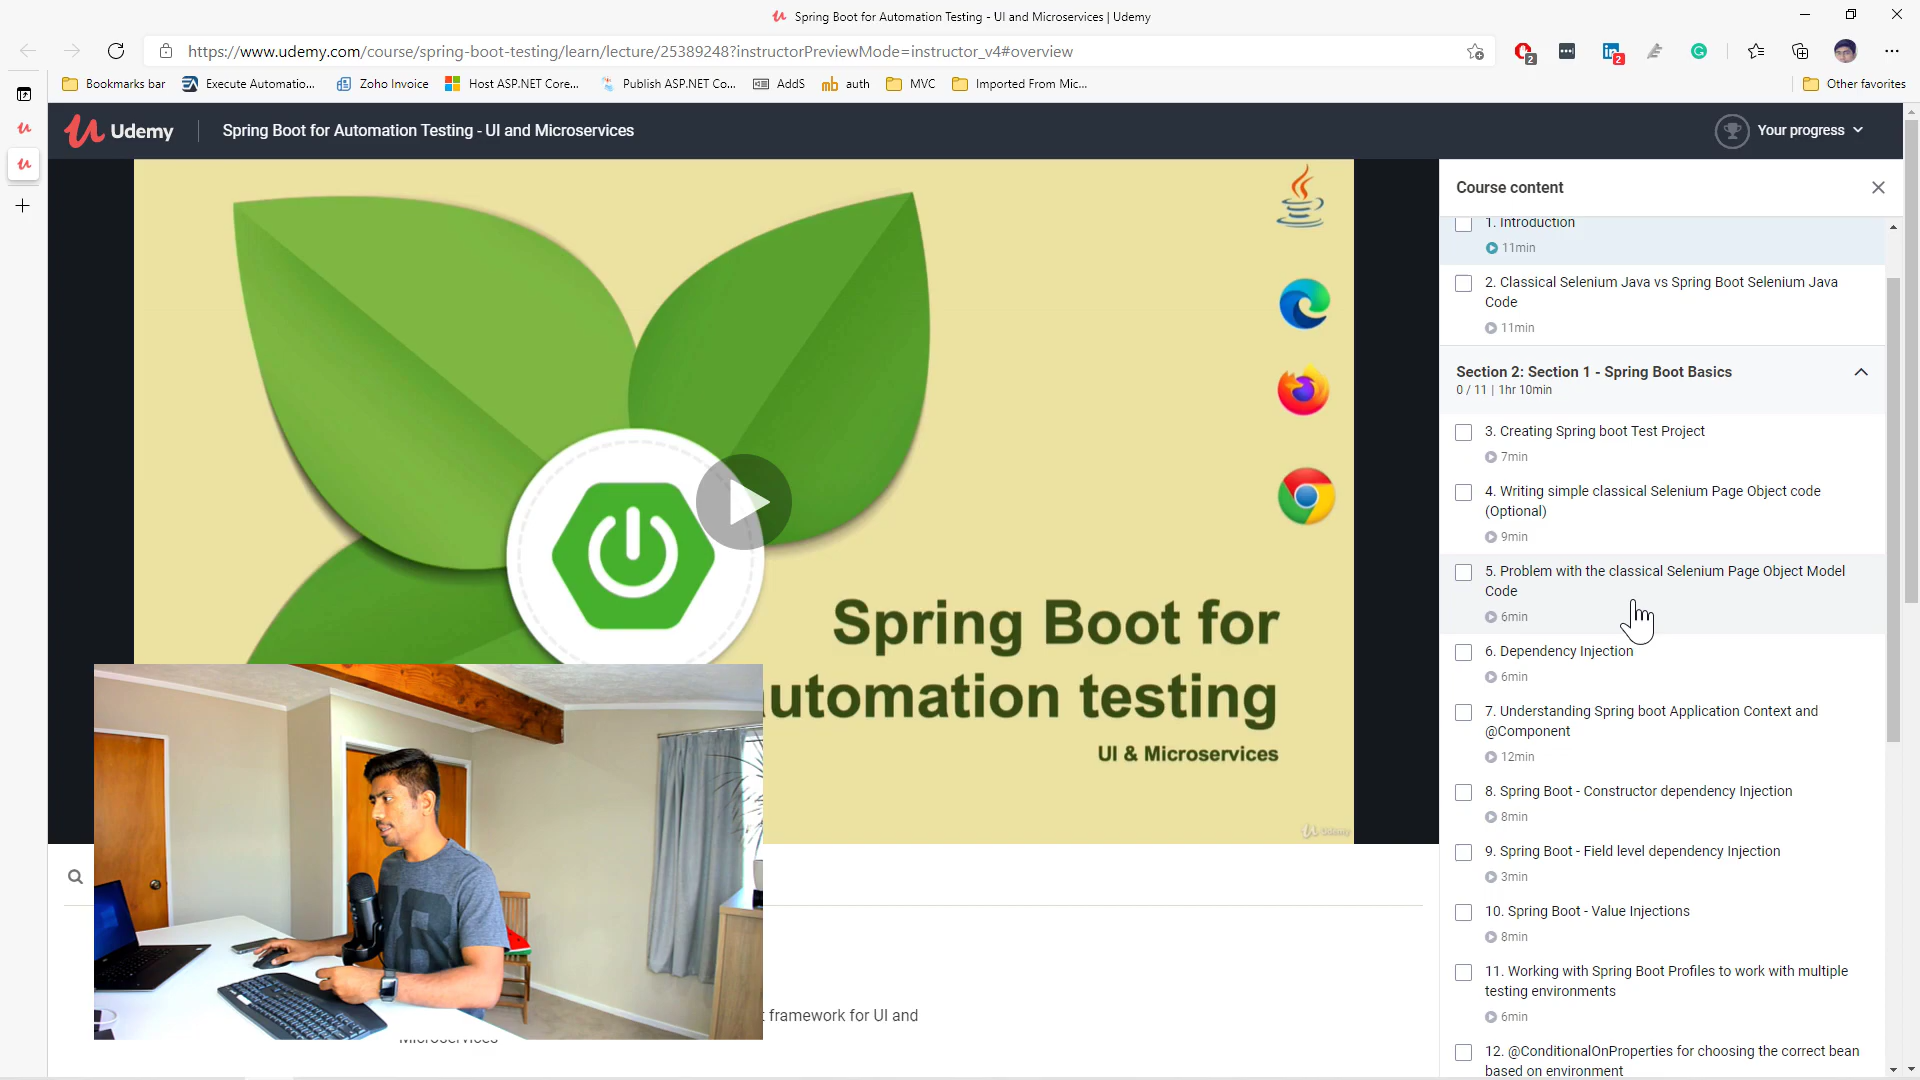 Spring Boot for Automation Testing - UI and Microservices | Udemy
https://www.udemy.com/course/spring-boot-testing/learn/lecture/25389248?instructorPreviewMode=instructor_v4#overview
2
2
Bookmarks bar
Execute Automatio...
Zoho Invoice
Host ASP.NET Core...
Publish ASP.NET Co...
AddS
auth
MVC
Imported From Mic...
Other favorites
Udemy
Spring Boot for Automation Testing - UI and Microservices
Your progress
Spring Boot for
utomation testing
UI & Microservices
Udemy
framework for UI and
Microservices
Course content
1. Introduction
11min
2. Classical Selenium Java vs Spring Boot Selenium Java
Code
11min
Section 2: Section 1 - Spring Boot Basics
0 / 11 | 1hr 10min
3. Creating Spring boot Test Project
7min
4. Writing simple classical Selenium Page Object code
(Optional)
9min
5. Problem with the classical Selenium Page Object Model
Code
6min
6. Dependency Injection
6min
7. Understanding Spring boot Application Context and
@Component
12min
8. Spring Boot - Constructor dependency Injection
8min
9. Spring Boot - Field level dependency Injection
3min
10. Spring Boot - Value Injections
8min
11. Working with Spring Boot Profiles to work with multiple
testing environments
6min
12. @ConditionalOnProperties for choosing the correct bean
based on environment